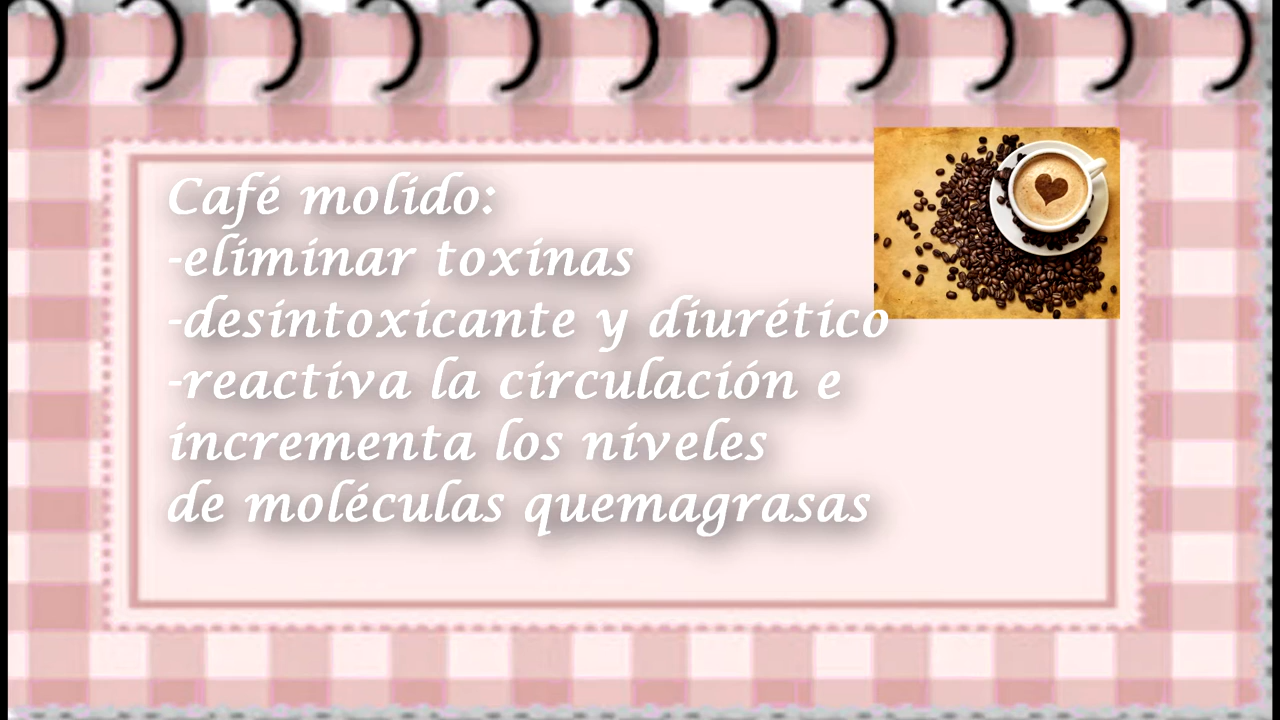 Café molido:
-eliminar toxinas
-desintoxicante y diurético
-reactiva la circulación e
incrementa los niveles
de moléculas quemagrasas